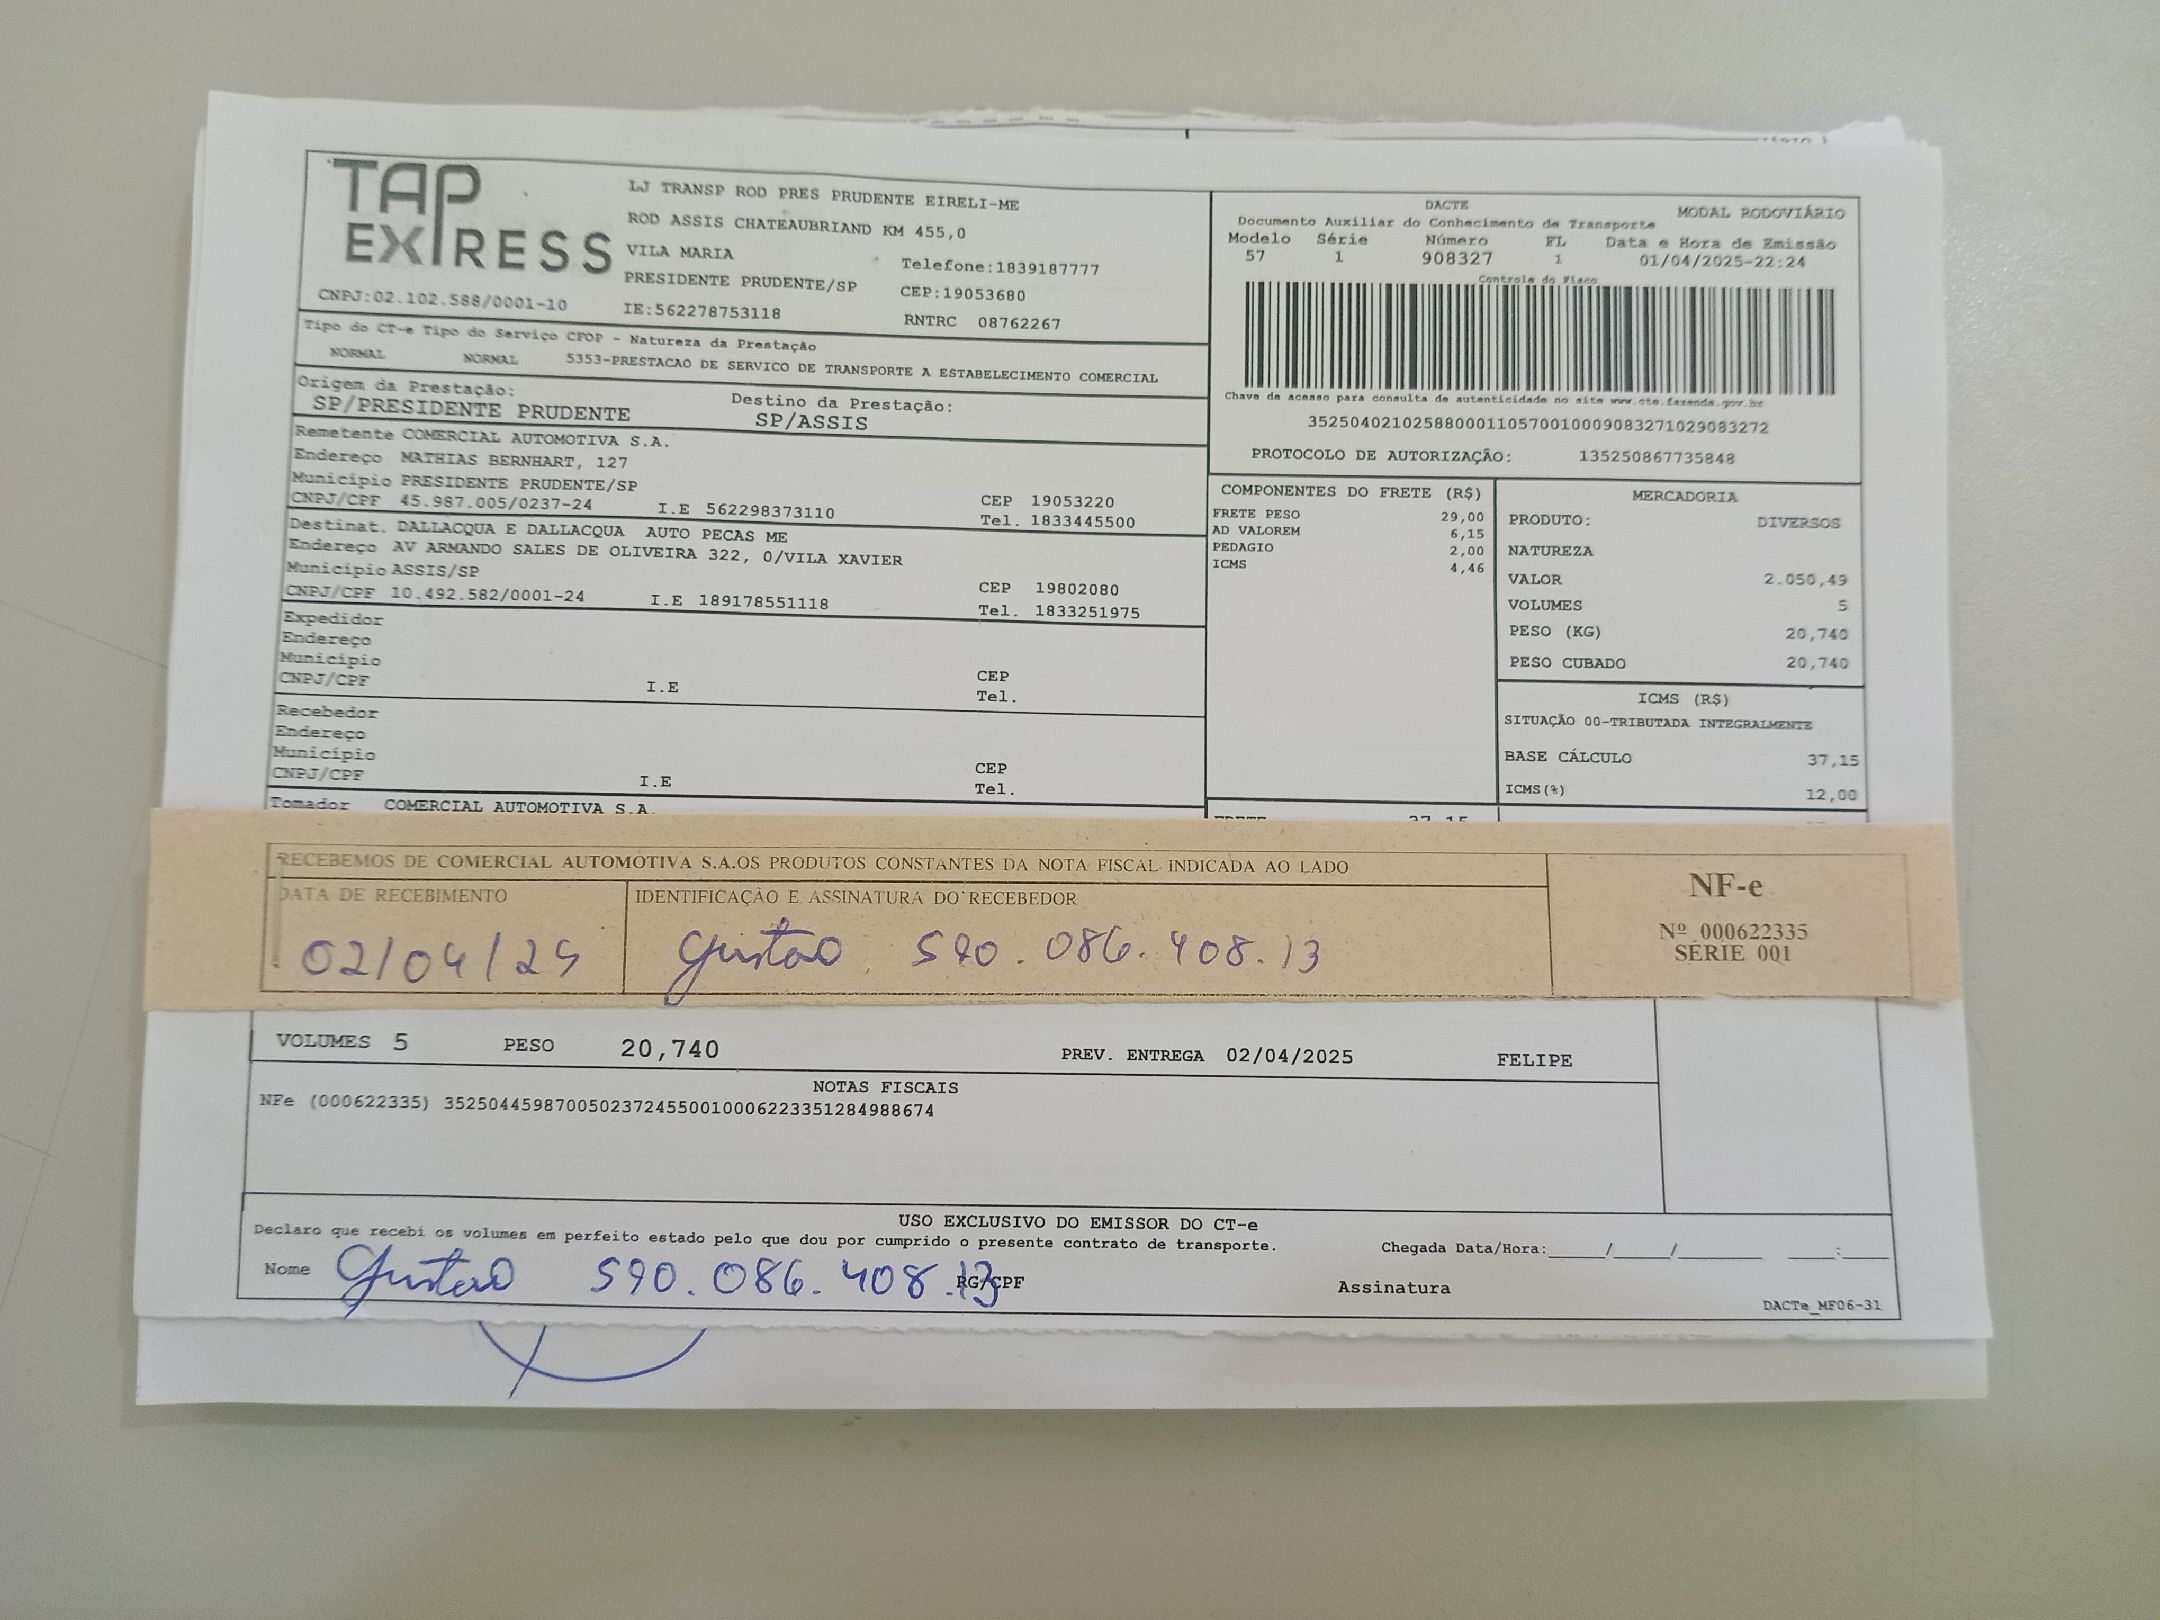 TAP EXPRESS
LJ TRANSP ROD PRES PRUDENTE EIRELI-ME
ROD ASSIS CHATEAUBRIAND KM 455,0
VILA MARIA
Telefone:1839187777
PRESIDENTE PRUDENTE/SP CEP:19053680
CNPJ:02.102.588/0001-10 IE:562278753118 RNTRC 08762267
DACTE
MODAL RODOVIÁRIO
Documento Auxiliar do Conhecimento de Transporte
Modelo Série Número FL Data e Hora de Emissão
57 1 908327 1 01/04/2025-22:24
Controle do Fisco
Chave de acesso para consulta de autenticidade no site www.cte.fazenda.gov.br
35250402102588000110570010009083271029083272
PROTOCOLO DE AUTORIZAÇÃO: 135250867735848
Tipo do CT-e Tipo do Serviço CFOP - Natureza da Prestação
NORMAL NORMAL 5353-PRESTACAO DE SERVICO DE TRANSPORTE A ESTABELECIMENTO COMERCIAL
Origem da Prestação: Destino da Prestação:
SP/PRESIDENTE PRUDENTE SP/ASSIS
Remetente COMERCIAL AUTOMOTIVA S.A.
Endereço MATHIAS BERNHART, 127
Município PRESIDENTE PRUDENTE/SP CEP 19053220
CNPJ/CPF 45.987.005/0237-24 I.E 562298373110 Tel. 1833445500
Destinat. DALLACQUA E DALLACQUA AUTO PECAS ME
Endereço AV ARMANDO SALES DE OLIVEIRA 322, 0/VILA XAVIER
Município ASSIS/SP CEP 19802080
CNPJ/CPF 10.492.582/0001-24 I.E 189178551118 Tel. 1833251975
Expedidor
Endereço
Município CEP
CNPJ/CPF I.E Tel.
Recebedor
Endereço
Município CEP
CNPJ/CPF I.E Tel.
Tomador COMERCIAL AUTOMOTIVA S.A.
COMPONENTES DO FRETE (R$)
FRETE PESO 29,00
AD VALOREM 6,15
PEDAGIO 2,00
ICMS 4,46
MERCADORIA
PRODUTO: DIVERSOS
NATUREZA
VALOR 2.050,49
VOLUMES 5
PESO (KG) 20,740
PESO CUBADO 20,740
ICMS (R$)
SITUAÇÃO 00-TRIBUTADA INTEGRALMENTE
BASE CÁLCULO 37,15
ICMS(%) 12,00
RECEBEMOS DE COMERCIAL AUTOMOTIVA S.A.OS PRODUTOS CONSTANTES DA NOTA FISCAL INDICADA AO LADO
DATA DE RECEBIMENTO IDENTIFICAÇÃO E ASSINATURA DO RECEBEDOR
02/04/25 Gustavo 590.086.408.13
NF-e
Nº 000622335
SÉRIE 001
VOLUMES 5 PESO 20,740 PREV. ENTREGA 02/04/2025 FELIPE
NOTAS FISCAIS
NFe (000622335) 35250445987005023724550010006223351284988674
USO EXCLUSIVO DO EMISSOR DO CT-e
Declaro que recebi os volumes em perfeito estado pelo que dou por cumprido o presente contrato de transporte.
Chegada Data/Hora:_____/_____/________ ____:____
Nome Gustavo 590.086.408.13 RG/CPF Assinatura
DACTe_MF06-31